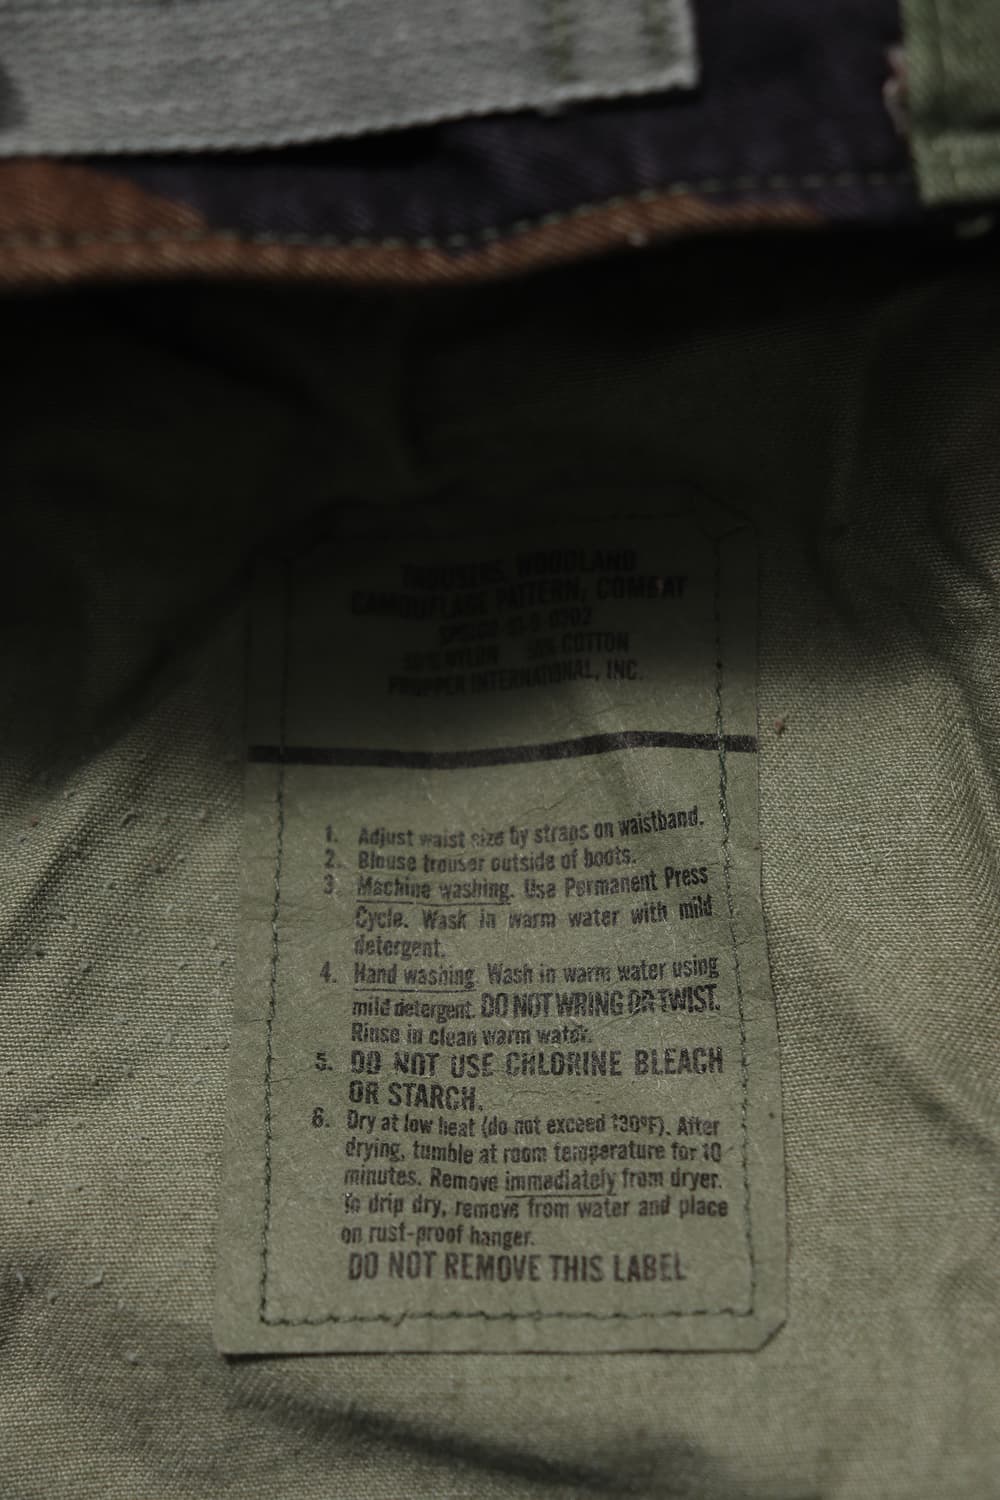 TROUSERS, WOODLAND
CAMOUFLAGE PATTERN, COMBAT
50% NYLON 50% COTTON
PROPPER INTERNATIONAL, INC.
1. Adjust waist size by straps on waistband.
2. Blouse trouser outside of boots.
3. Machine washing. Use Permanent Press
Cycle. Wash in warm water with mild
detergent.
4. Hand washing. Wash in warm water using
mild detergent. DO NOT WRING OR TWIST.
Rinse in clean warm water.
5. DO NOT USE CHLORINE BLEACH
OR STARCH.
6. Dry at low heat (do not exceed 130°F). After
drying, tumble at room temperature for 10
minutes. Remove immediately from dryer.
To drip dry, remove from water and place
on rust-proof hanger.
DO NOT REMOVE THIS LABEL